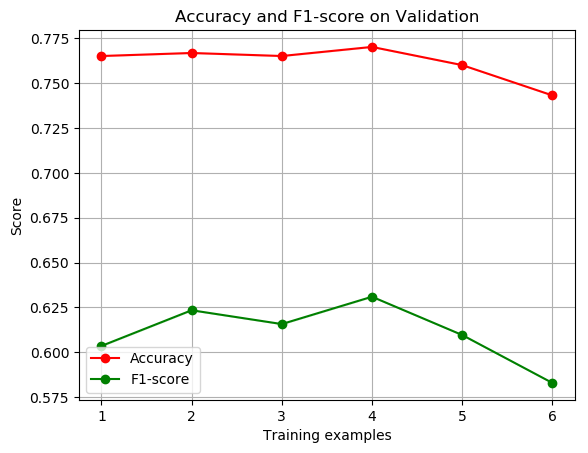 Accuracy and F1-score on Validation
0.775
0.750
0.725
0.700
0.675
0.650
0.625
0.600
0.575
Score
Accuracy
F1-score
1 2 3 4 5 6
Training examples